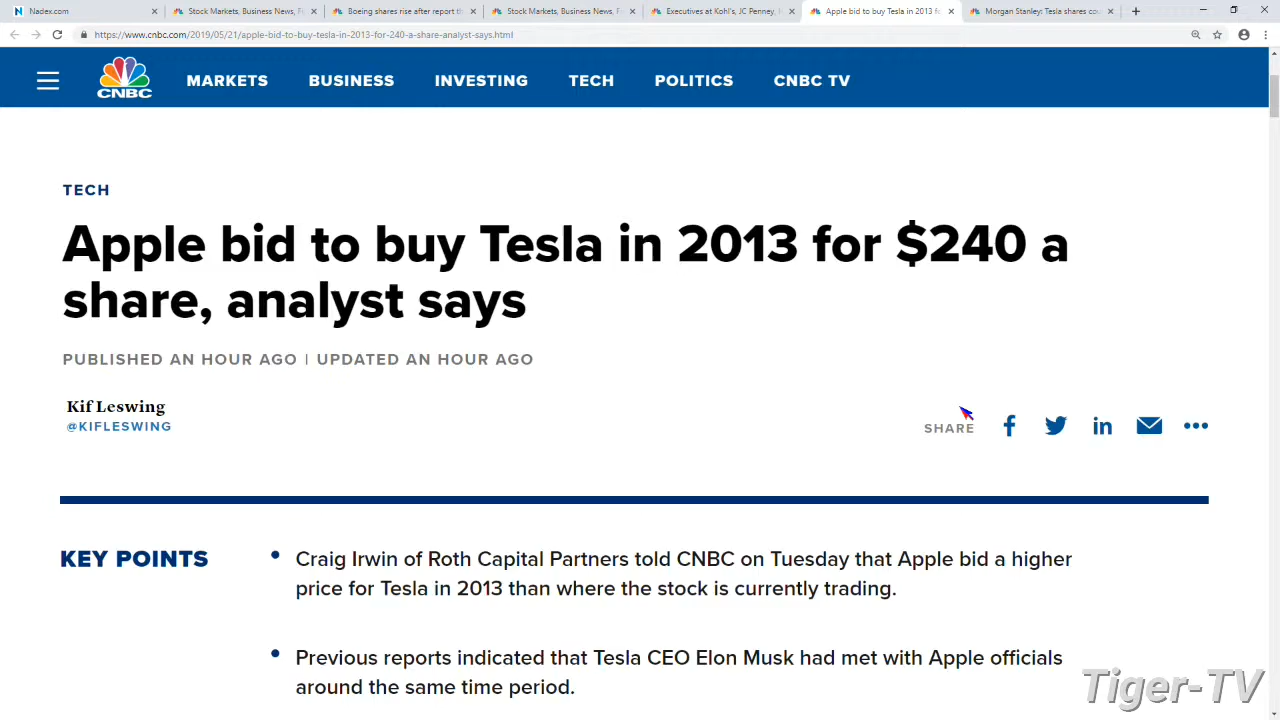 Nadex.com
Stock Markets, Business News, Fi
Boeing shares rise after report th
Stock Markets, Business News, Fi
Executives at Kohl's, JC Penney, H
Apple bid to buy Tesla in 2013 fo
Morgan Stanley: Tesla shares cou
https://www.cnbc.com/2019/05/21/apple-bid-to-buy-tesla-in-2013-for-240-a-share-analyst-says.html
CNBC
MARKETS
BUSINESS
INVESTING
TECH
POLITICS
CNBC TV
TECH
Apple bid to buy Tesla in 2013 for $240 a
share, analyst says
PUBLISHED AN HOUR AGO | UPDATED AN HOUR AGO
Kif Leswing
@KIFLESWING
SHARE
KEY POINTS
• Craig Irwin of Roth Capital Partners told CNBC on Tuesday that Apple bid a higher
price for Tesla in 2013 than where the stock is currently trading.
• Previous reports indicated that Tesla CEO Elon Musk had met with Apple officials
around the same time period.
Tiger-TV